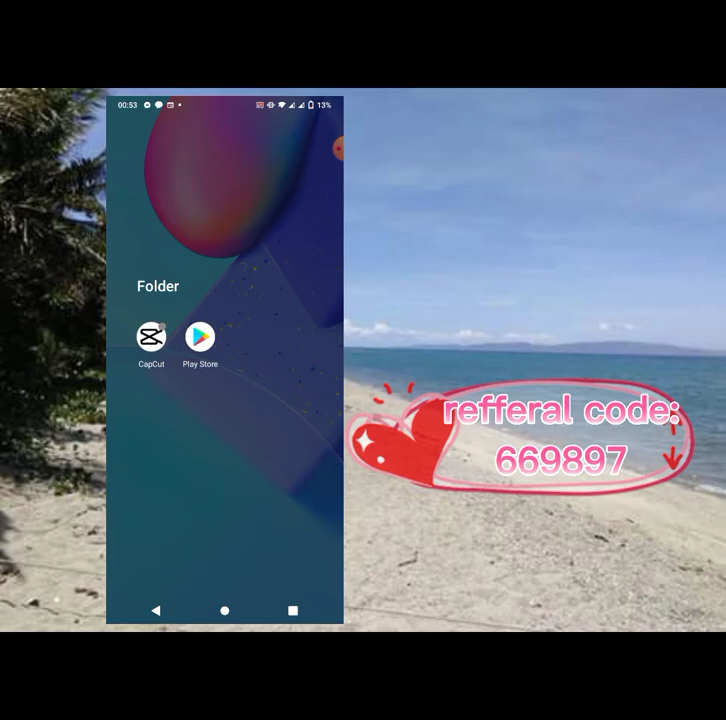 00:53
13%
Folder
CapCut
Play Store
refferal code:
669897